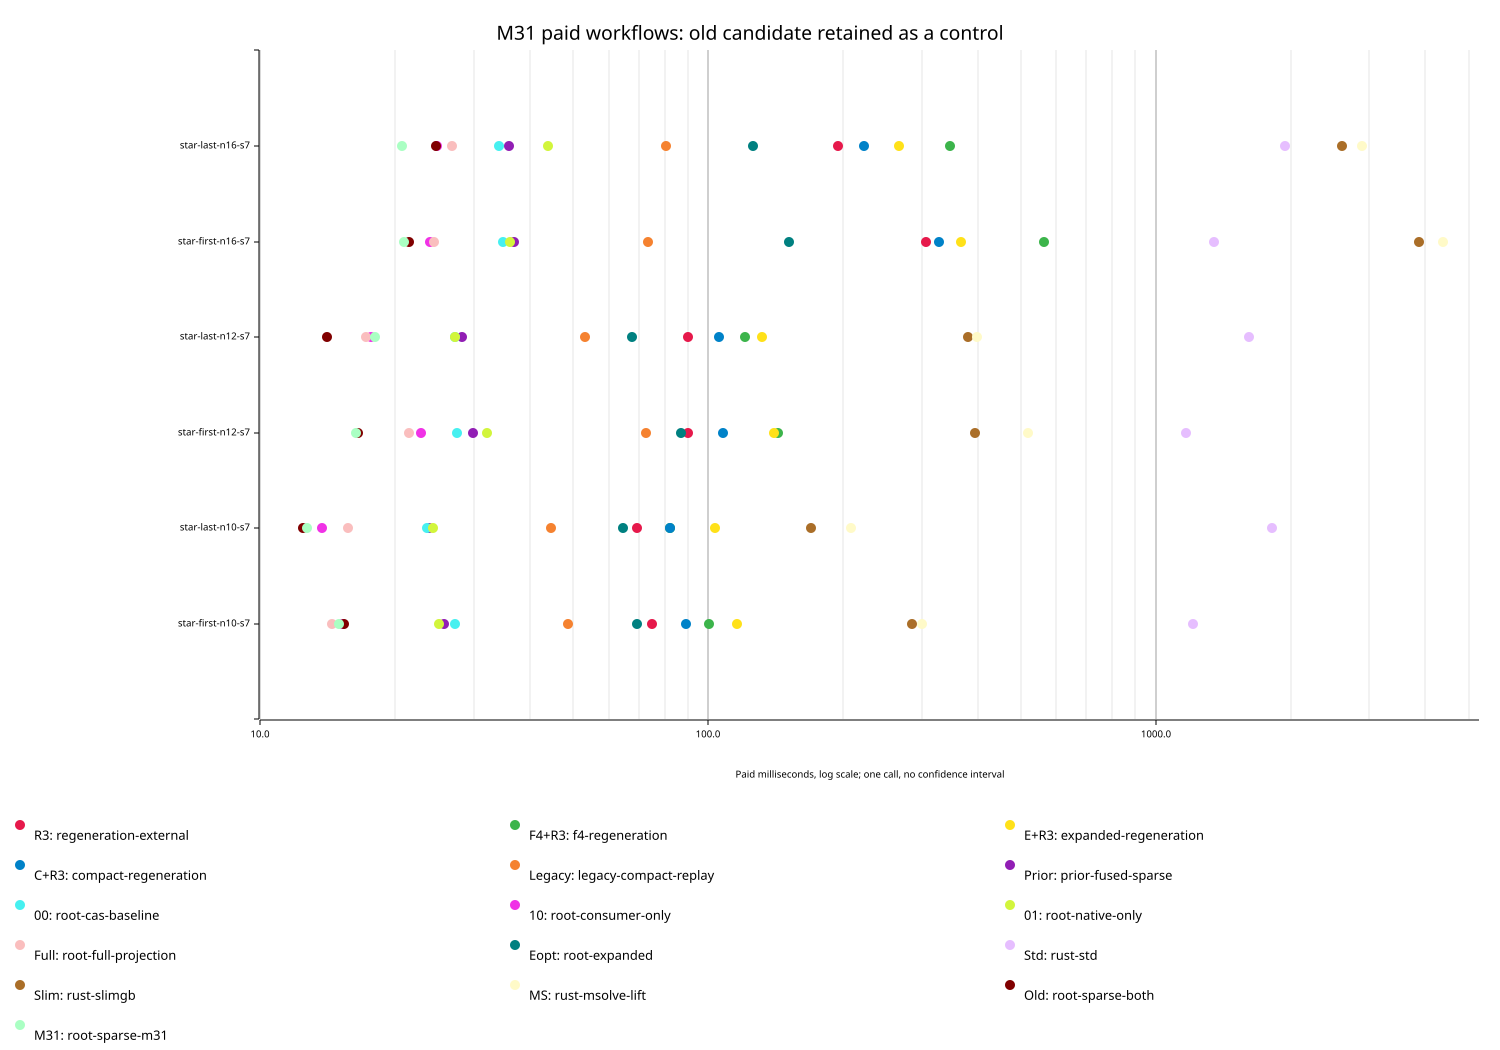 M31 paid workflows: old candidate retained as a control
star-last-n16-s7
star-first-n16-s7
star-last-n12-s7
star-first-n12-s7
star-last-n10-s7
star-first-n10-s7
10.0 100.0 1000.0
Paid milliseconds, log scale; one call, no confidence interval
R3: regeneration-external F4+R3: f4-regeneration E+R3: expanded-regeneration
C+R3: compact-regeneration Legacy: legacy-compact-replay Prior: prior-fused-sparse
00: root-cas-baseline 10: root-consumer-only 01: root-native-only
Full: root-full-projection Eopt: root-expanded Std: rust-std
Slim: rust-slimgb MS: rust-msolve-lift Old: root-sparse-both
M31: root-sparse-m31